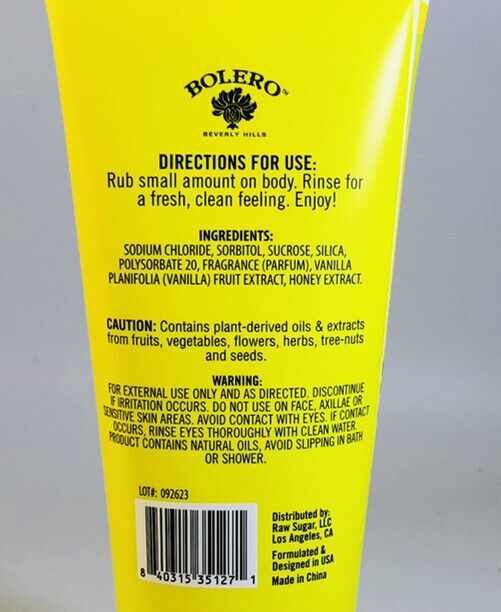 BOLERO™
BEVERLY HILLS
DIRECTIONS FOR USE:
Rub small amount on body. Rinse for
a fresh, clean feeling. Enjoy!
INGREDIENTS:
SODIUM CHLORIDE, SORBITOL, SUCROSE, SILICA,
POLYSORBATE 20, FRAGRANCE (PARFUM), VANILLA
PLANIFOLIA (VANILLA) FRUIT EXTRACT, HONEY EXTRACT.
CAUTION: Contains plant-derived oils & extracts
from fruits, vegetables, flowers, herbs, tree-nuts
and seeds.
WARNING:
FOR EXTERNAL USE ONLY AND AS DIRECTED. DISCONTINUE
IF IRRITATION OCCURS. DO NOT USE ON FACE, AXILLAE OR
SENSITIVE SKIN AREAS. AVOID CONTACT WITH EYES. IF CONTACT
OCCURS, RINSE EYES THOROUGHLY WITH CLEAN WATER.
PRODUCT CONTAINS NATURAL OILS, AVOID SLIPPING IN BATH
OR SHOWER.
LOT#: 092623
8 40315 35127 1
Distributed by:
Raw Sugar, LLC
Los Angeles, CA
Formulated &
Designed in USA
Made in China